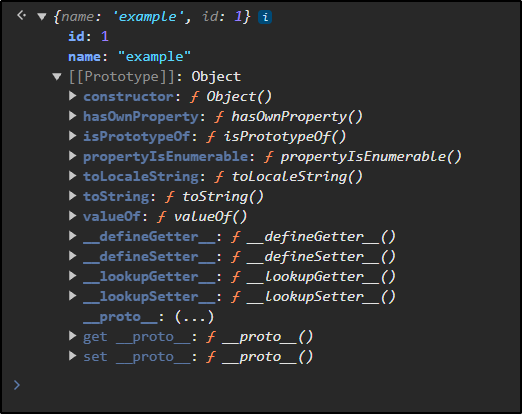 {name: 'example', id: 1} i
id: 1
name: "example"
[[Prototype]]: Object
constructor: ƒ Object()
hasOwnProperty: ƒ hasOwnProperty()
isPrototypeOf: ƒ isPrototypeOf()
propertyIsEnumerable: ƒ propertyIsEnumerable()
toLocaleString: ƒ toLocaleString()
toString: ƒ toString()
valueOf: ƒ valueOf()
__defineGetter__: ƒ __defineGetter__()
__defineSetter__: ƒ __defineSetter__()
__lookupGetter__: ƒ __lookupGetter__()
__lookupSetter__: ƒ __lookupSetter__()
__proto__: (...)
get __proto__: ƒ __proto__()
set __proto__: ƒ __proto__()